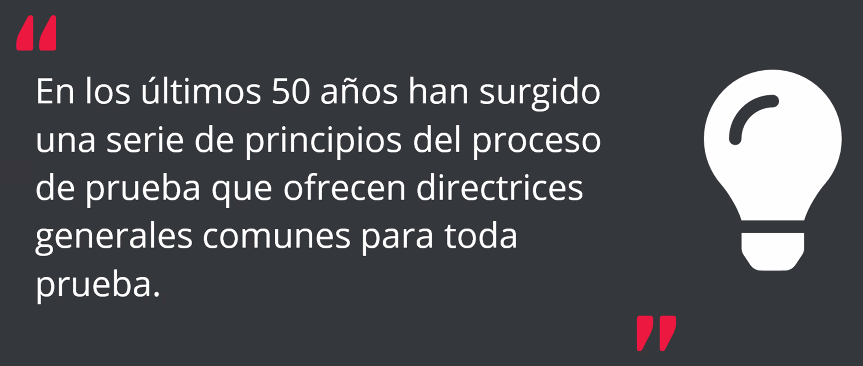 “
En los últimos 50 años han surgido
una serie de principios del proceso
de prueba que ofrecen directrices
generales comunes para toda
prueba.
”